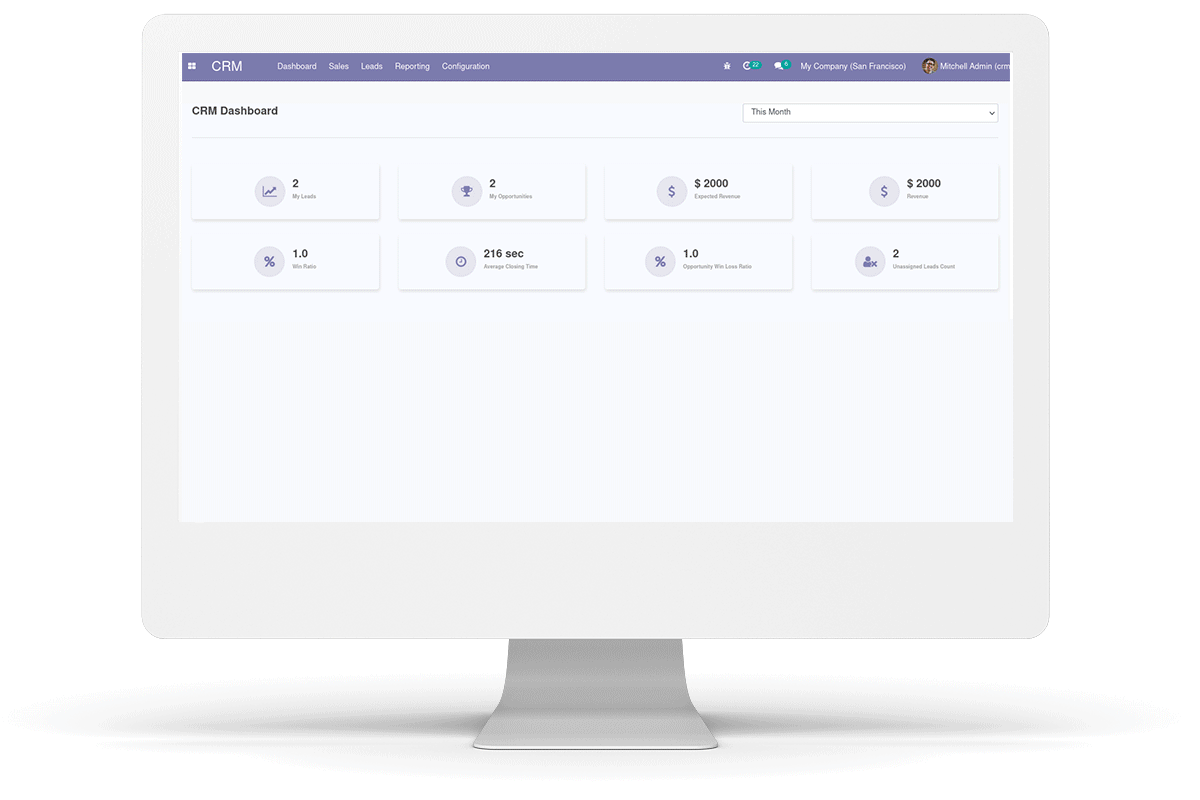 CRM Dashboard Sales Leads Reporting Configuration 22 6 My Company (San Francisco) Mitchell Admin (crm
CRM Dashboard This Month
2 2 $ 2000 $ 2000
My Leads My Opportunities Expected Revenue Revenue
1.0 216 sec 1.0 2
Win Ratio Average Closing Time Opportunity Win Loss Ratio Unassigned Leads Count